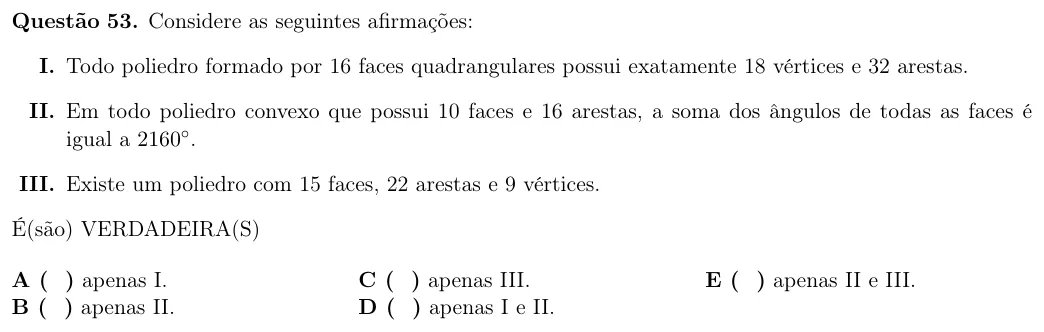 Questão 53. Considere as seguintes afirmações:
I. Todo poliedro formado por 16 faces quadrangulares possui exatamente 18 vértices e 32 arestas.
II. Em todo poliedro convexo que possui 10 faces e 16 arestas, a soma dos ângulos de todas as faces é
igual a 2160°.
III. Existe um poliedro com 15 faces, 22 arestas e 9 vértices.
É(são) VERDADEIRA(S)
A ( ) apenas I. C ( ) apenas III. E ( ) apenas II e III.
B ( ) apenas II. D ( ) apenas I e II.